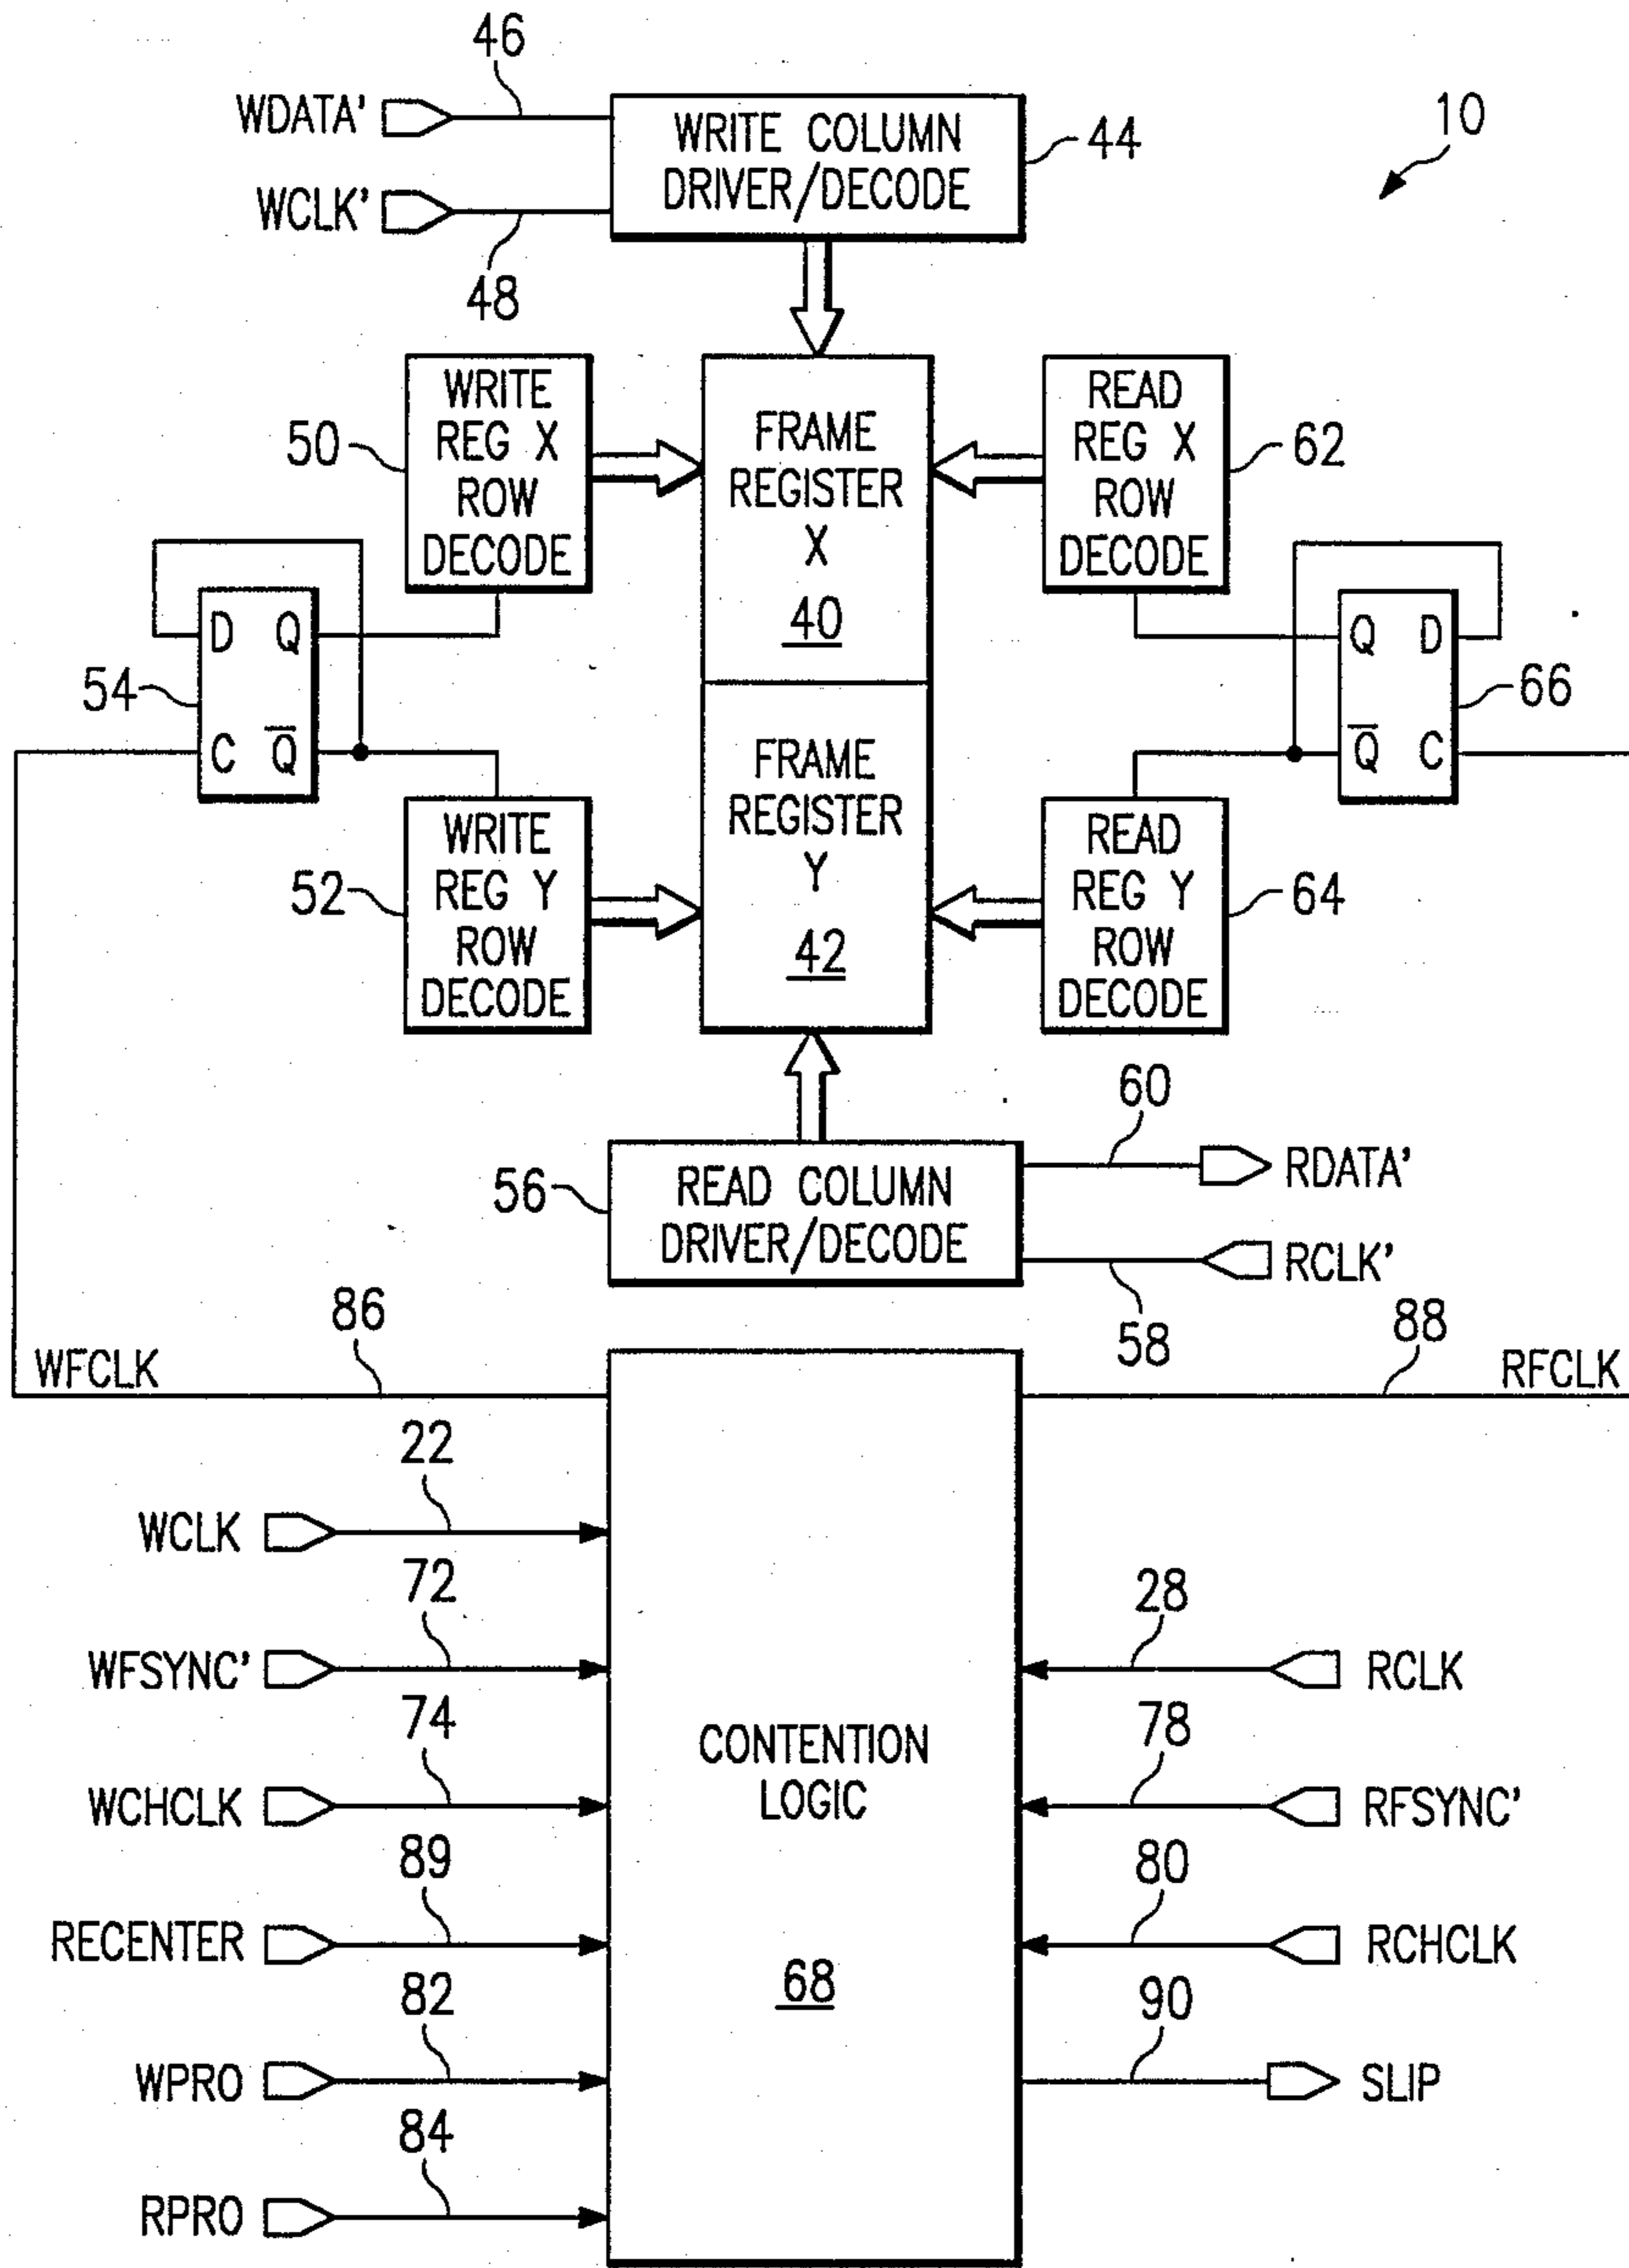 46
WDATA'
WRITE COLUMN
DRIVER/DECODE
44
10
WCLK'
48
50
WRITE
REG X
ROW
DECODE
FRAME
REGISTER
X
40
READ
REG X
ROW
DECODE
62
54
D Q
C Q̅
Q D
Q̅ C
66
52
WRITE
REG Y
ROW
DECODE
FRAME
REGISTER
Y
42
READ
REG Y
ROW
DECODE
64
60
56
READ COLUMN
DRIVER/DECODE
RDATA'
RCLK'
58
86
88
WFCLK
RFCLK
22
WCLK
72
WFSYNC'
28
RCLK
74
WCHCLK
78
RFSYNC'
CONTENTION
LOGIC
68
89
RECENTER
80
RCHCLK
82
WPRO
90
SLIP
84
RPRO